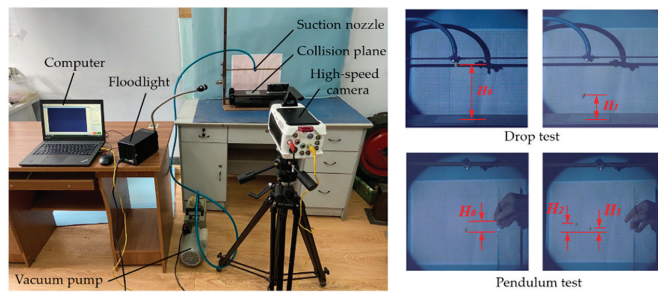 Suction nozzle
Collision plane
High-speed
camera
Computer
Floodlight
Vacuum pump
H0
H1
Drop test
H0
H2
H1
Pendulum test